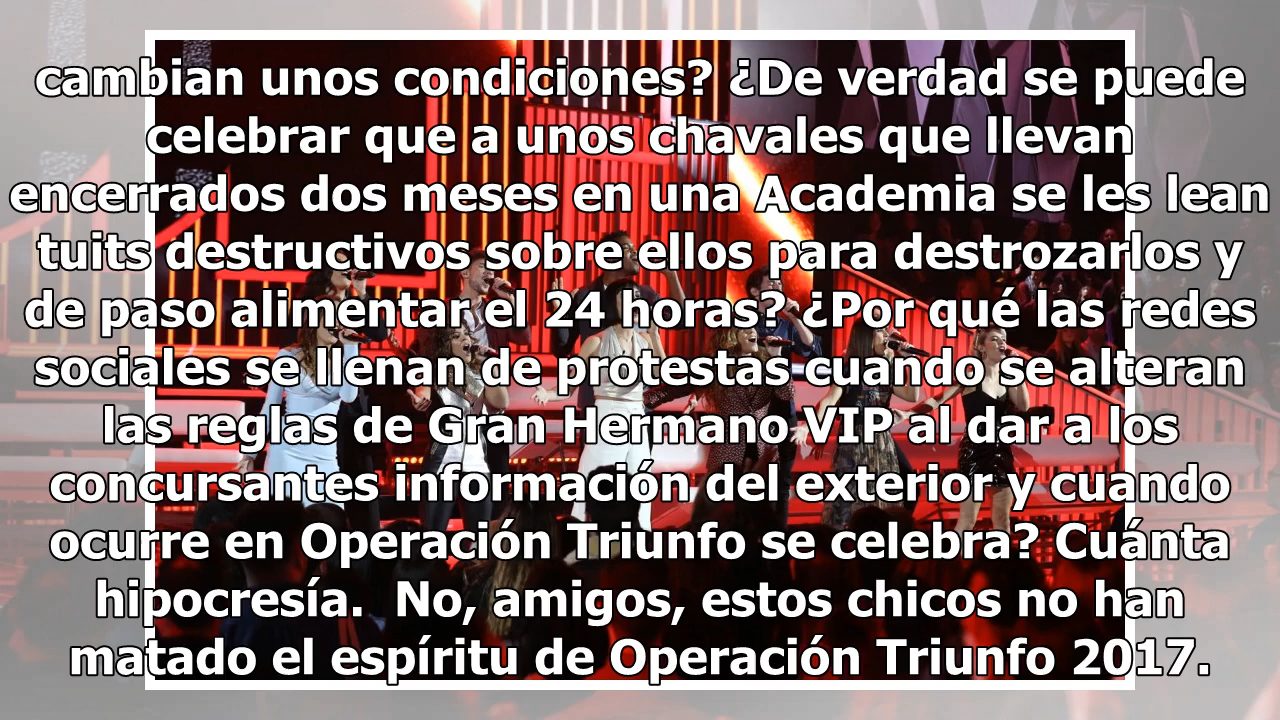 cambian unos condiciones? ¿De verdad se puede
celebrar que a unos chavales que llevan
encerrados dos meses en una Academia se les lean
tuits destructivos sobre ellos para destrozarlos y
de paso alimentar el 24 horas? ¿Por qué las redes
sociales se llenan de protestas cuando se alteran
las reglas de Gran Hermano VIP al dar a los
concursantes información del exterior y cuando
ocurre en Operación Triunfo se celebra? Cuánta
hipocresía.  No, amigos, estos chicos no han
matado el espíritu de Operación Triunfo 2017.